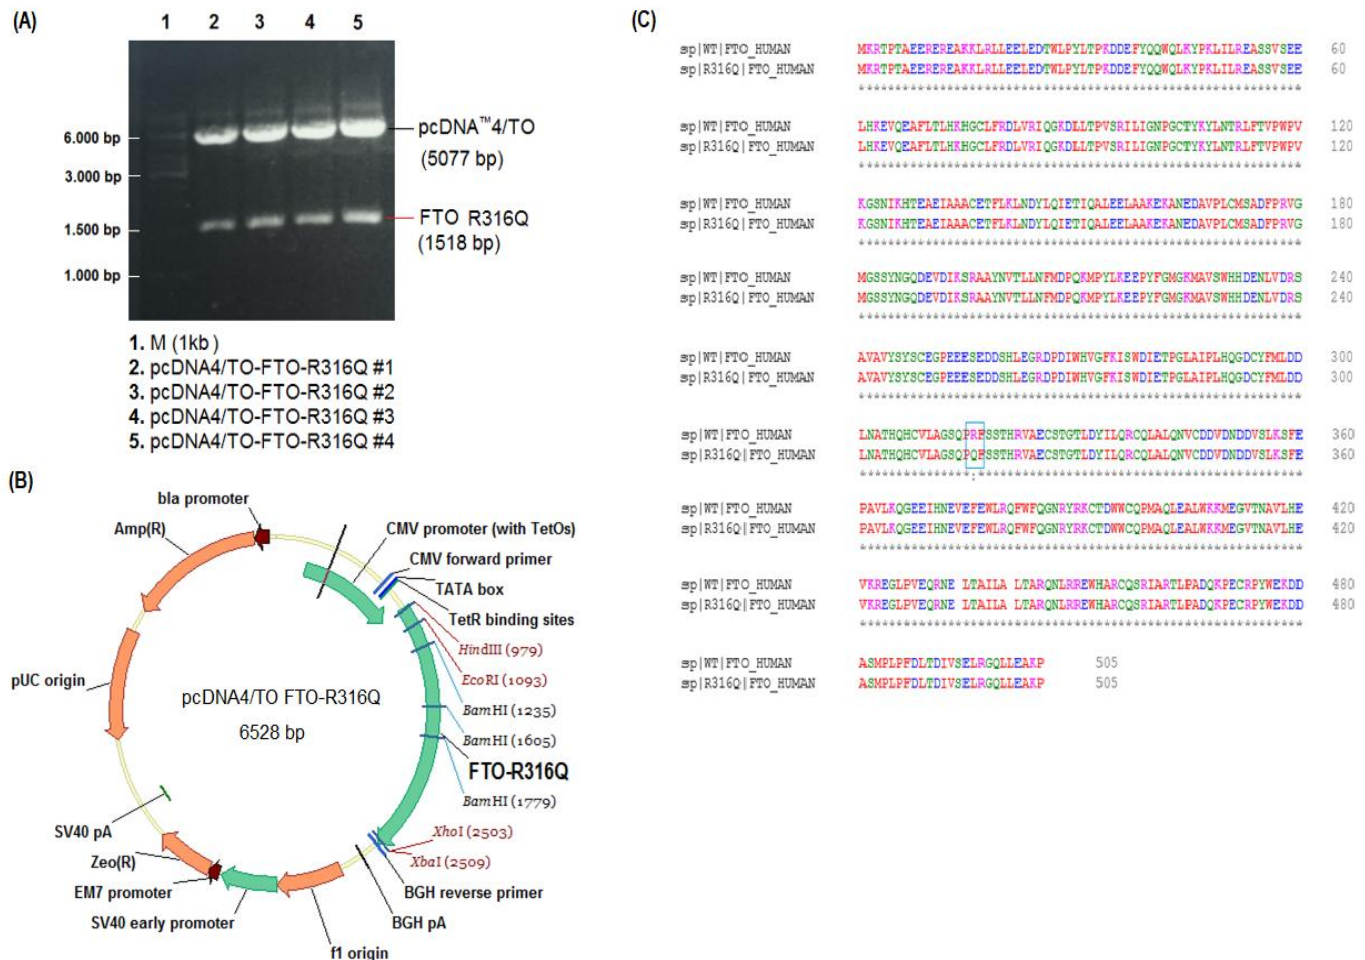 (A)
1 2 3 4 5
6.000 bp
3.000 bp
1.500 bp
1.000 bp
pcDNA™4/TO
(5077 bp)
FTO R316Q
(1518 bp)
1. M (1kb )
2. pcDNA4/TO-FTO-R316Q #1
3. pcDNA4/TO-FTO-R316Q #2
4. pcDNA4/TO-FTO-R316Q #3
5. pcDNA4/TO-FTO-R316Q #4
(B)
bla promoter
Amp(R)
CMV promoter (with TetOs)
CMV forward primer
TATA box
TetR binding sites
HindIII (979)
EcoRI (1093)
BamHI (1235)
BamHI (1605)
FTO-R316Q
BamHI (1779)
XhoI (2503)
XbaI (2509)
BGH reverse primer
BGH pA
f1 origin
SV40 early promoter
EM7 promoter
Zeo(R)
SV40 pA
pUC origin
pcDNA4/TO FTO-R316Q
6528 bp
(C)
sp|WT|FTO_HUMAN MKRTPTAEEREREAKKLRLLEELEDTWLPYLTPKDDEFYQQWQLKYPKLILREASSVSEE 60
sp|R316Q|FTO_HUMAN MKRTPTAEEREREAKKLRLLEELEDTWLPYLTPKDDEFYQQWQLKYPKLILREASSVSEE 60
************************************************************
sp|WT|FTO_HUMAN LHKEVQEAFLTLHKHGCLFRDLVRIQGKDLLTPVSRILIGNPGCTYKYLNTRLFTVPWPV 120
sp|R316Q|FTO_HUMAN LHKEVQEAFLTLHKHGCLFRDLVRIQGKDLLTPVSRILIGNPGCTYKYLNTRLFTVPWPV 120
************************************************************
sp|WT|FTO_HUMAN KGSNIKHTEAEIAAACETFLKLNDYLQIETIQALEELAAKEKANEDAVPLCMSADFPRVG 180
sp|R316Q|FTO_HUMAN KGSNIKHTEAEIAAACETFLKLNDYLQIETIQALEELAAKEKANEDAVPLCMSADFPRVG 180
************************************************************
sp|WT|FTO_HUMAN MGSSYNGQDEVDIKSRAAYNVTLLNFMDPQKMPYLKEEPYFGMGKMAVSWHHDENLVDRS 240
sp|R316Q|FTO_HUMAN MGSSYNGQDEVDIKSRAAYNVTLLNFMDPQKMPYLKEEPYFGMGKMAVSWHHDENLVDRS 240
************************************************************
sp|WT|FTO_HUMAN AVAVYSYSCEGPEEESEDDSHLEGRDPDIWHVGFKISWDIETPGLAIPLHQGDCYFMLDD 300
sp|R316Q|FTO_HUMAN AVAVYSYSCEGPEEESEDDSHLEGRDPDIWHVGFKISWDIETPGLAIPLHQGDCYFMLDD 300
************************************************************
sp|WT|FTO_HUMAN LNATHQHCVLAGSQPRFSSTHRVAECSTGTLDYILQRCQLALQNVCDDVDNDDVSLKSFE 360
sp|R316Q|FTO_HUMAN LNATHQHCVLAGSQPQFSSTHRVAECSTGTLDYILQRCQLALQNVCDDVDNDDVSLKSFE 360
***************:********************************************
sp|WT|FTO_HUMAN PAVLKQGEEIHNEVEFEWLRQFWFQGNRYRKCTDWWCQPMAQLEALWKKMEGVTNAVLHE 420
sp|R316Q|FTO_HUMAN PAVLKQGEEIHNEVEFEWLRQFWFQGNRYRKCTDWWCQPMAQLEALWKKMEGVTNAVLHE 420
************************************************************
sp|WT|FTO_HUMAN VKREGLPVEQRNE ILTAILA LTARQNLRREWHARCQSRIARTLPADQKPECRPYWEKDD 480
sp|R316Q|FTO_HUMAN VKREGLPVEQRNE ILTAILA LTARQNLRREWHARCQSRIARTLPADQKPECRPYWEKDD 480
************************************************************
sp|WT|FTO_HUMAN ASMPLPFDLTDIVSELRGQLLEAKP 505
sp|R316Q|FTO_HUMAN ASMPLPFDLTDIVSELRGQLLEAKP 505
*************************